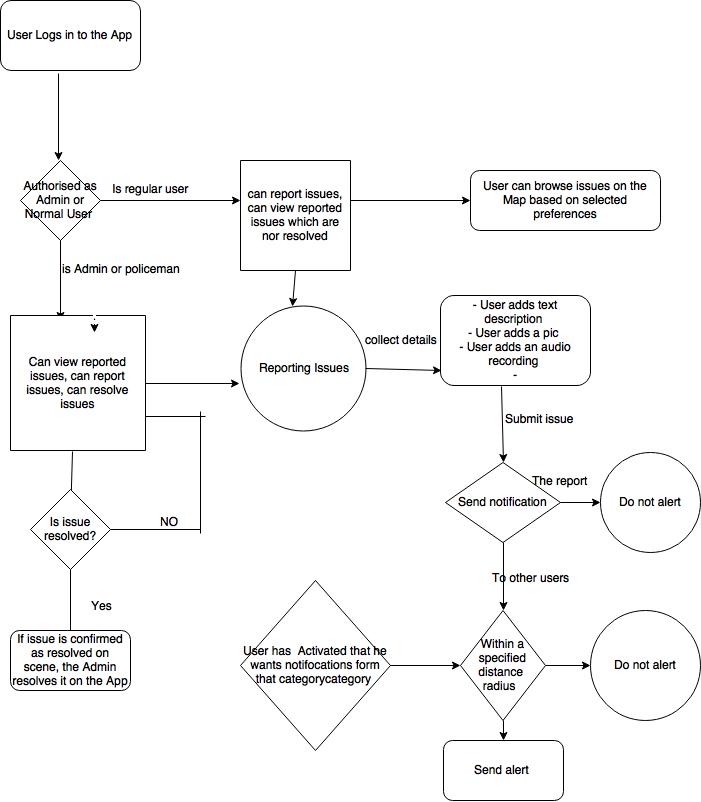 User Logs in to the App
Authorised as
Admin or
Normal User
Is regular user
can report issues,
can view reported
issues which are
nor resolved
User can browse issues on the
Map based on selected
preferences
is Admin or policeman
Can view reported
issues, can report
issues, can resolve
issues
Reporting Issues
collect details
- User adds text
description
- User adds a pic
- User adds an audio
recording
-
Submit issue
Send notification
The report
Do not alert
Is issue
resolved?
NO
Yes
If issue is confirmed
as resolved on
scene, the Admin
resolves it on the App
To other users
User has  Activated that he
wants notifocations form
that categorycategory
Within a
specified
distance
radius
Do not alert
Send alert